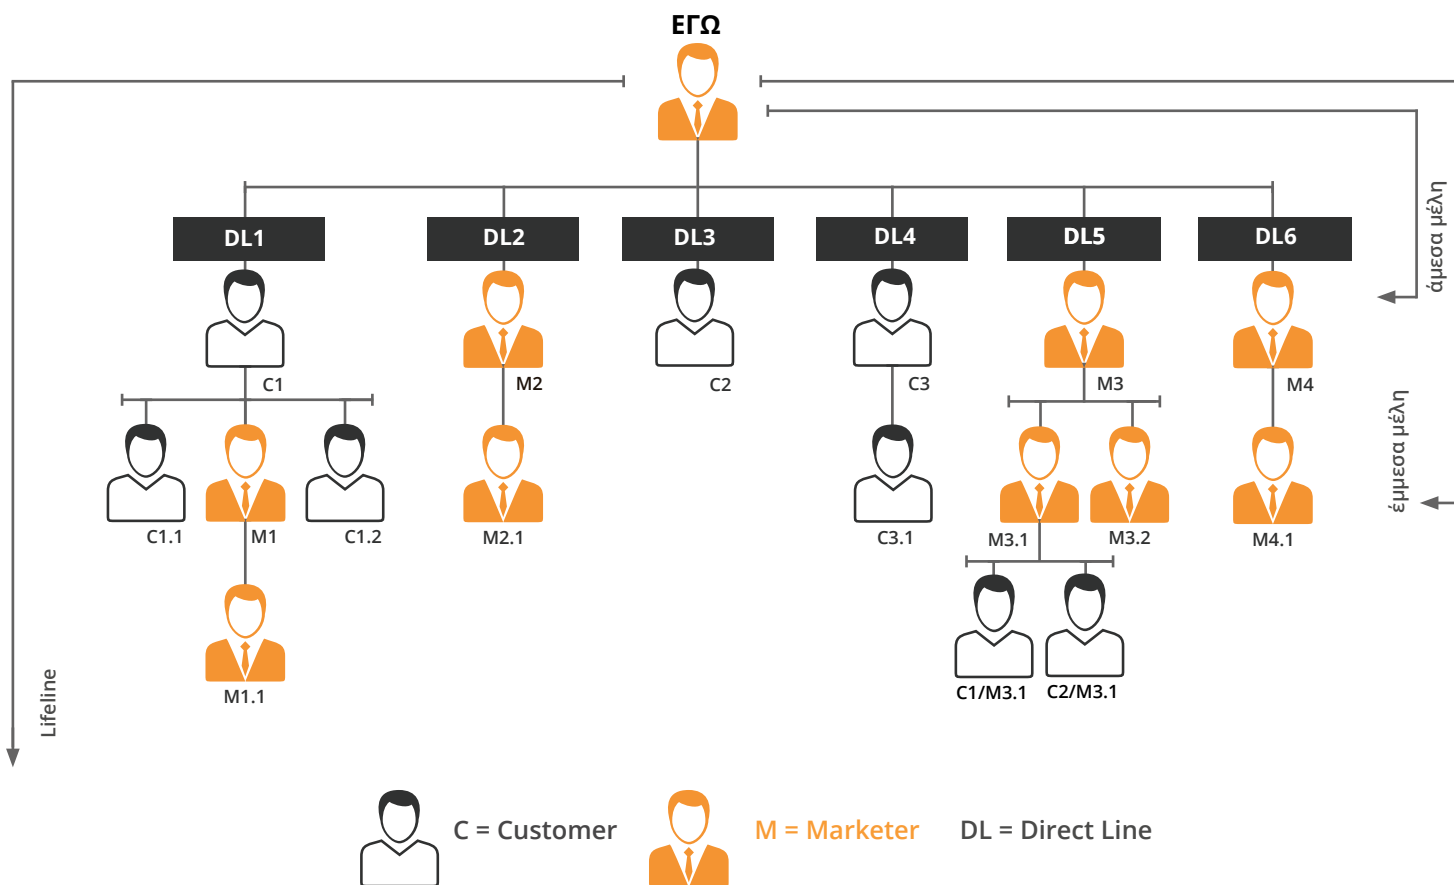 ΕΓΩ
DL1
DL2
DL3
DL4
DL5
DL6
άμεσα μέλη
C1
M2
C2
C3
M3
M4
έμμεσα μέλη
C1.1
M1
C1.2
M2.1
C3.1
M3.1
M3.2
M4.1
M1.1
C1/M3.1
C2/M3.1
Lifeline
C = Customer
M = Marketer
DL = Direct Line